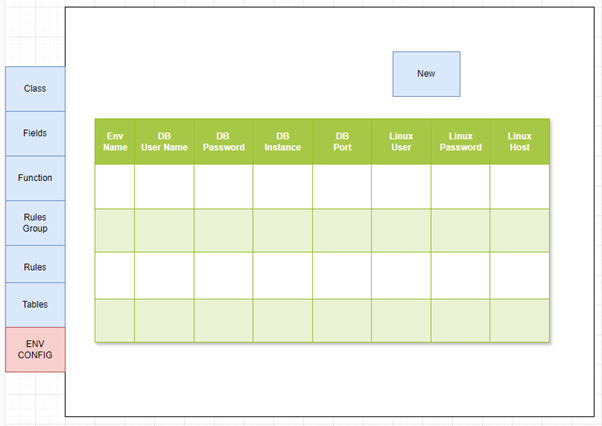 New
Class
Fields
Function
Rules
Group
Rules
Tables
ENV
CONFIG
Env
Name
DB
User Name
DB
Password
DB
Instance
DB
Port
Linux
User
Linux
Password
Linux
Host